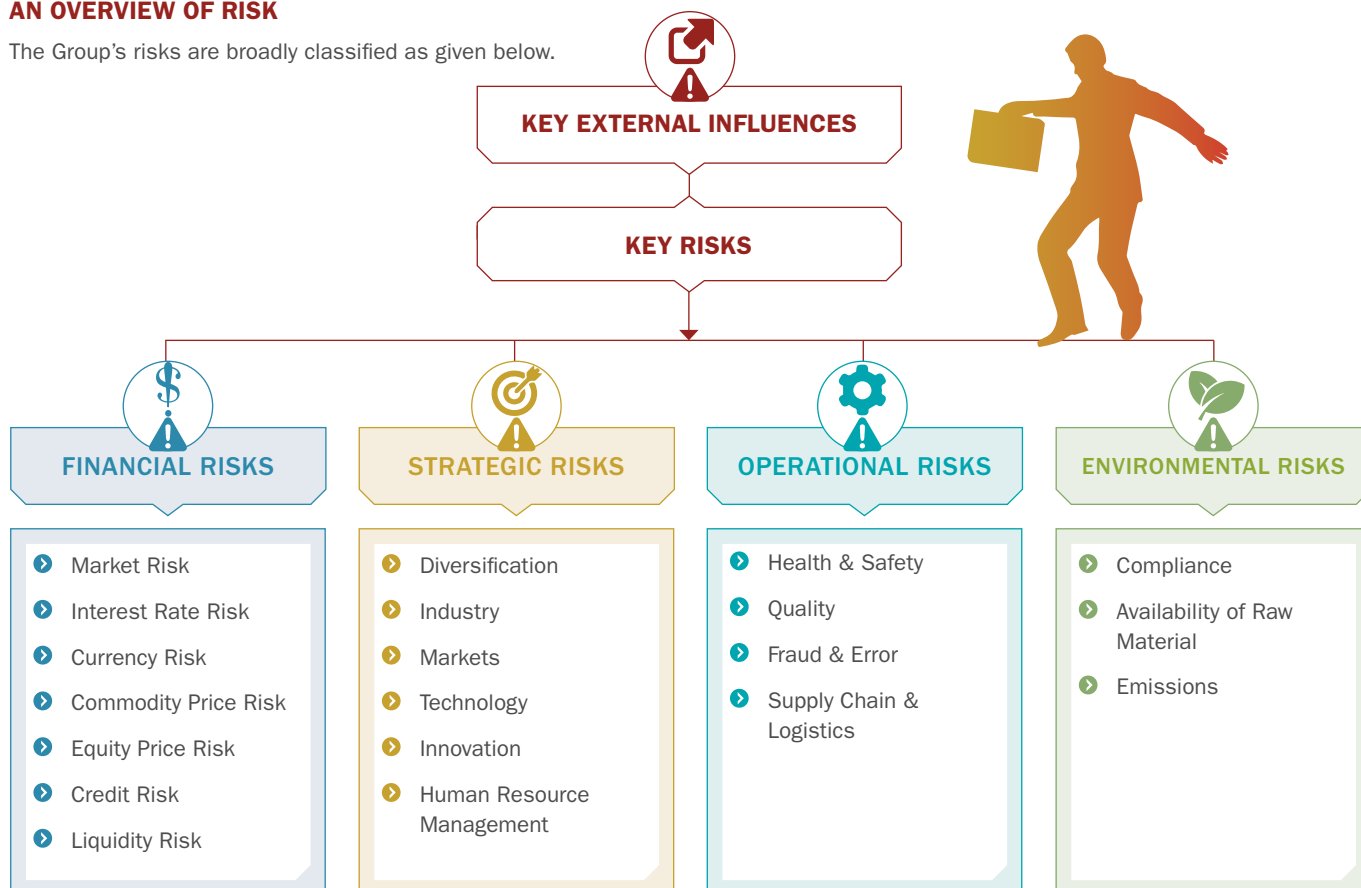 AN OVERVIEW OF RISK
The Group's risks are broadly classified as given below.
KEY EXTERNAL INFLUENCES
KEY RISKS
FINANCIAL RISKS
Market Risk
Interest Rate Risk
Currency Risk
Commodity Price Risk
Equity Price Risk
Credit Risk
Liquidity Risk
STRATEGIC RISKS
Diversification
Industry
Markets
Technology
Innovation
Human Resource
Management
OPERATIONAL RISKS
Health & Safety
Quality
Fraud & Error
Supply Chain &
Logistics
ENVIRONMENTAL RISKS
Compliance
Availability of Raw
Material
Emissions